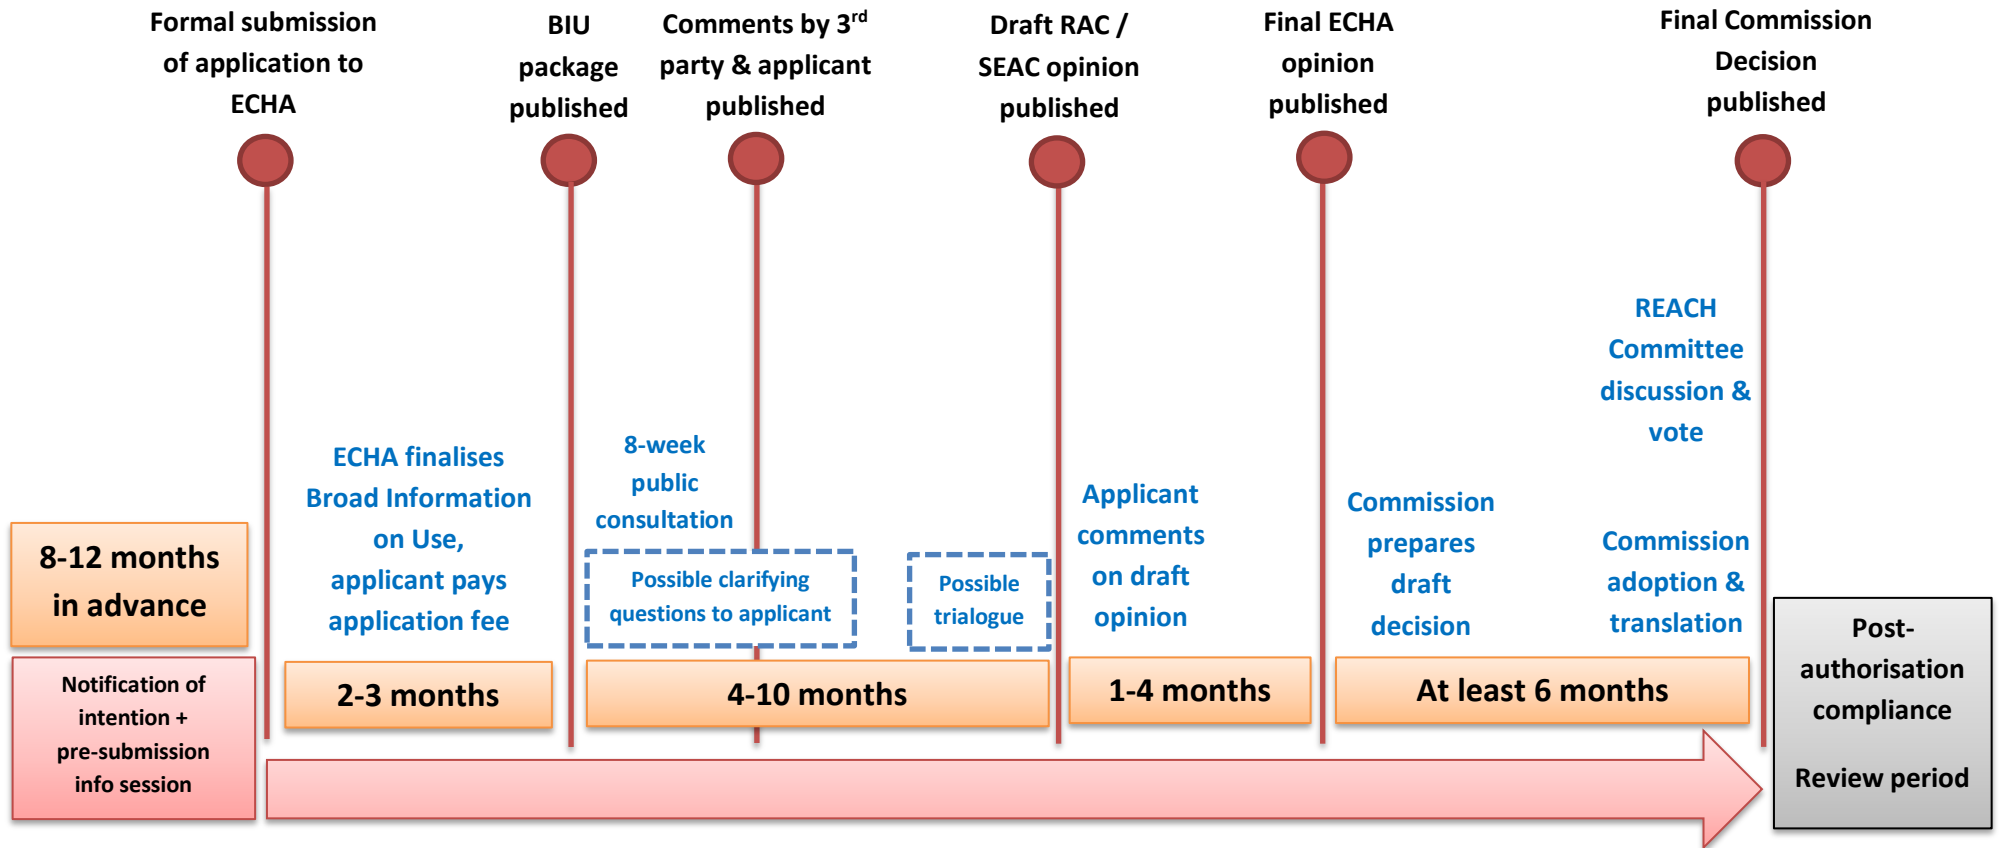 Formal submission
of application to
ECHA
BIU
package
published
Comments by 3rd
party & applicant
published
Draft RAC /
SEAC opinion
published
Final ECHA
opinion
published
Final Commission
Decision
published
8-12 months
in advance
Notification of
intention +
pre-submission
info session
ECHA finalises
Broad Information
on Use,
applicant pays
application fee
2-3 months
8-week
public
consultation
Possible clarifying
questions to applicant
Possible
trialogue
4-10 months
Applicant
comments
on draft
opinion
1-4 months
Commission
prepares
draft
decision
REACH
Committee
discussion &
vote
Commission
adoption &
translation
At least 6 months
Post-
authorisation
compliance
Review period